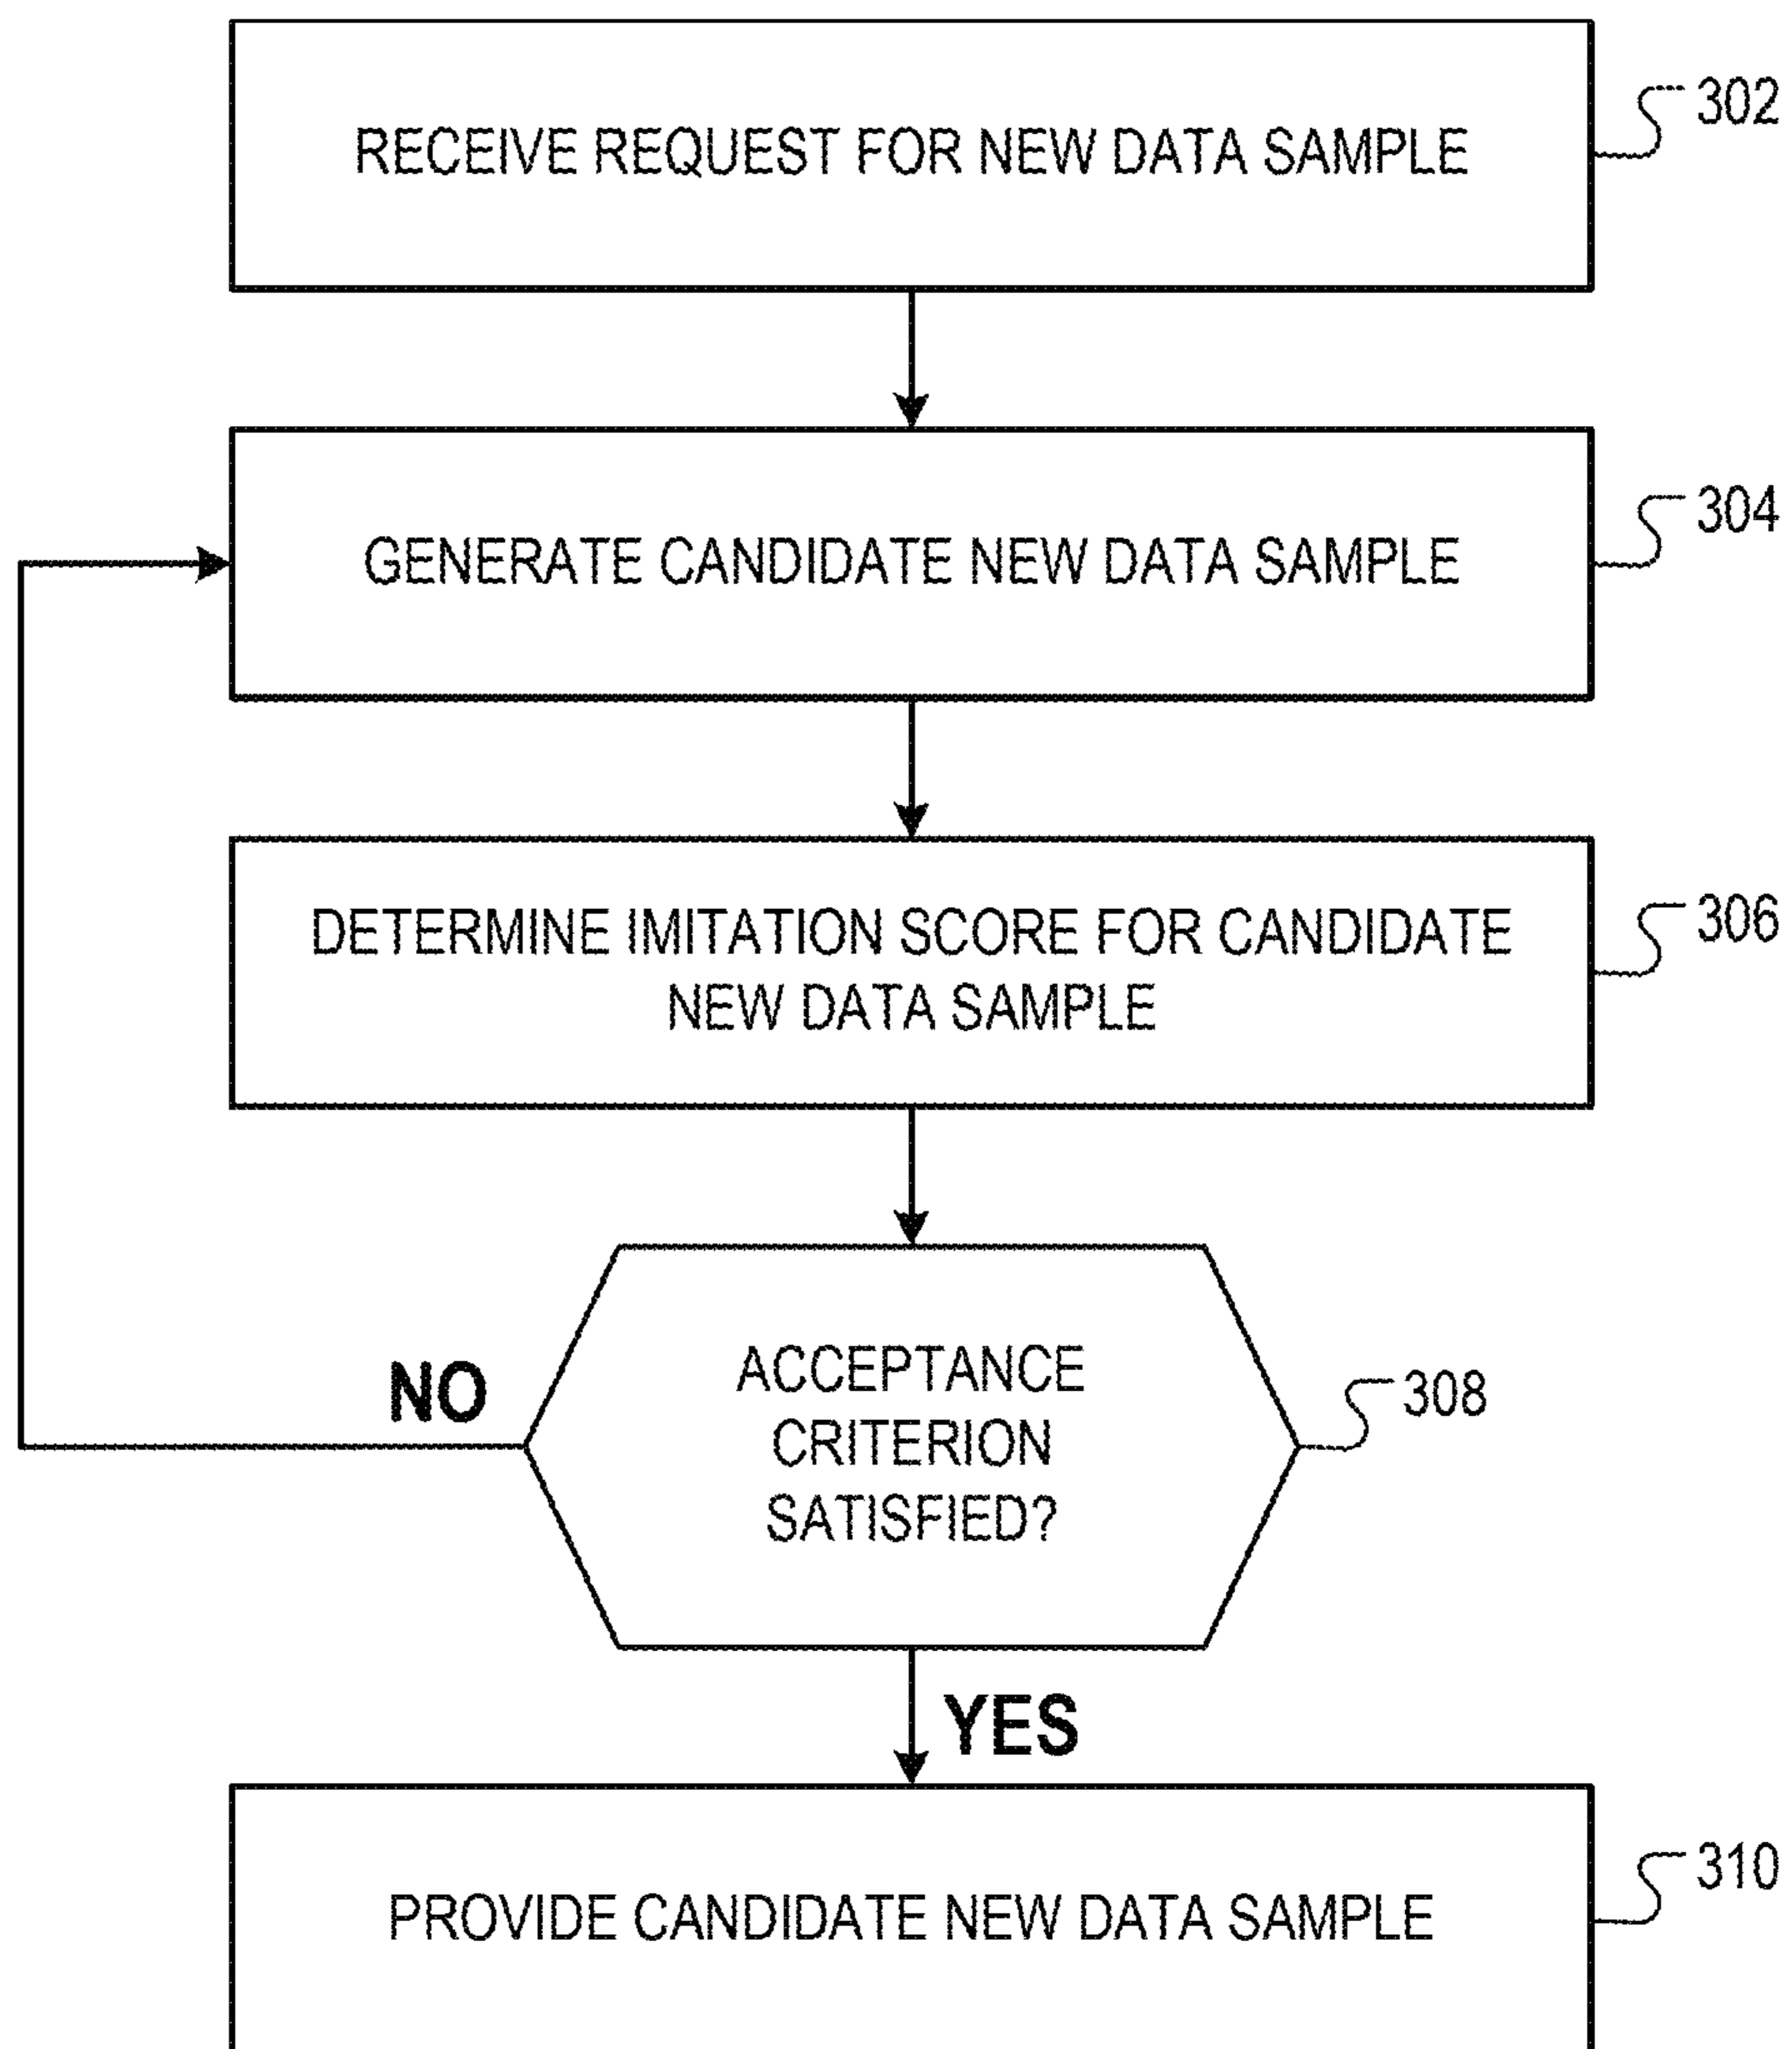 RECEIVE REQUEST FOR NEW DATA SAMPLE
302
GENERATE CANDIDATE NEW DATA SAMPLE
304
DETERMINE IMITATION SCORE FOR CANDIDATE
NEW DATA SAMPLE
306
ACCEPTANCE
CRITERION
SATISFIED?
308
NO
YES
PROVIDE CANDIDATE NEW DATA SAMPLE
310